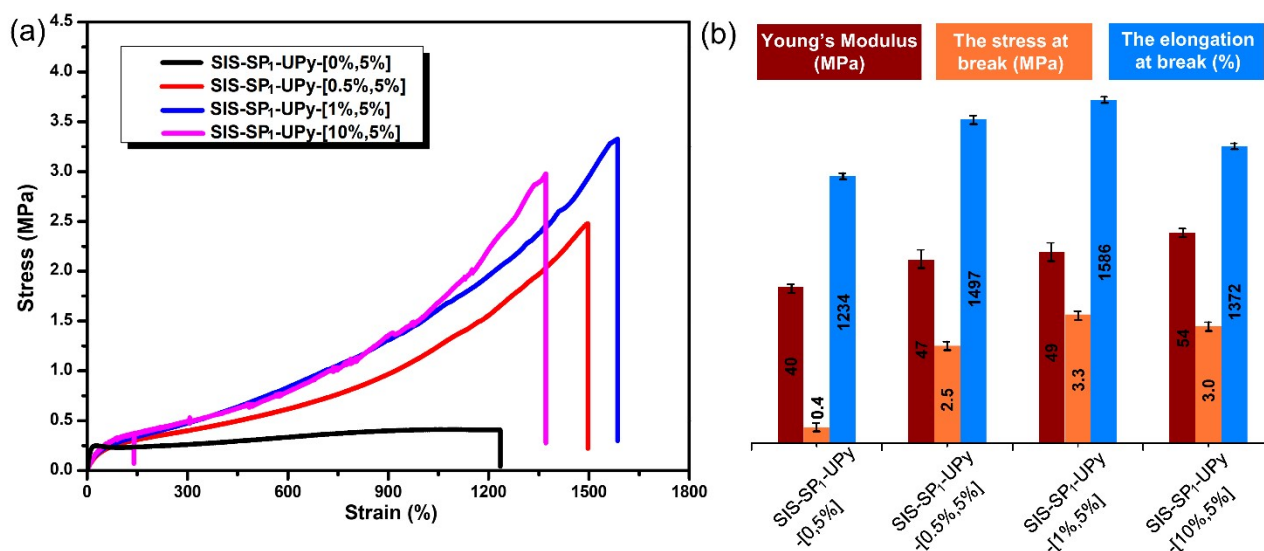 (a)
4.5
4.0
3.5
3.0
2.5
2.0
1.5
1.0
0.5
0.0
Stress (MPa)
SIS-SP₁-UPy-[0%,5%]
SIS-SP₁-UPy-[0.5%,5%]
SIS-SP₁-UPy-[1%,5%]
SIS-SP₁-UPy-[10%,5%]
0 300 600 900 1200 1500 1800
Strain (%)
(b)
Young's Modulus
(MPa)
The stress at
break (MPa)
The elongation
at break (%)
40
0.4
1234
47
2.5
1497
49
3.3
1586
54
3.0
1372
SIS-SP₁-UPy
-[0,5%]
SIS-SP₁-UPy
-[0.5%,5%]
SIS-SP₁-UPy
-[1%,5%]
SIS-SP₁-UPy
-[10%,5%]